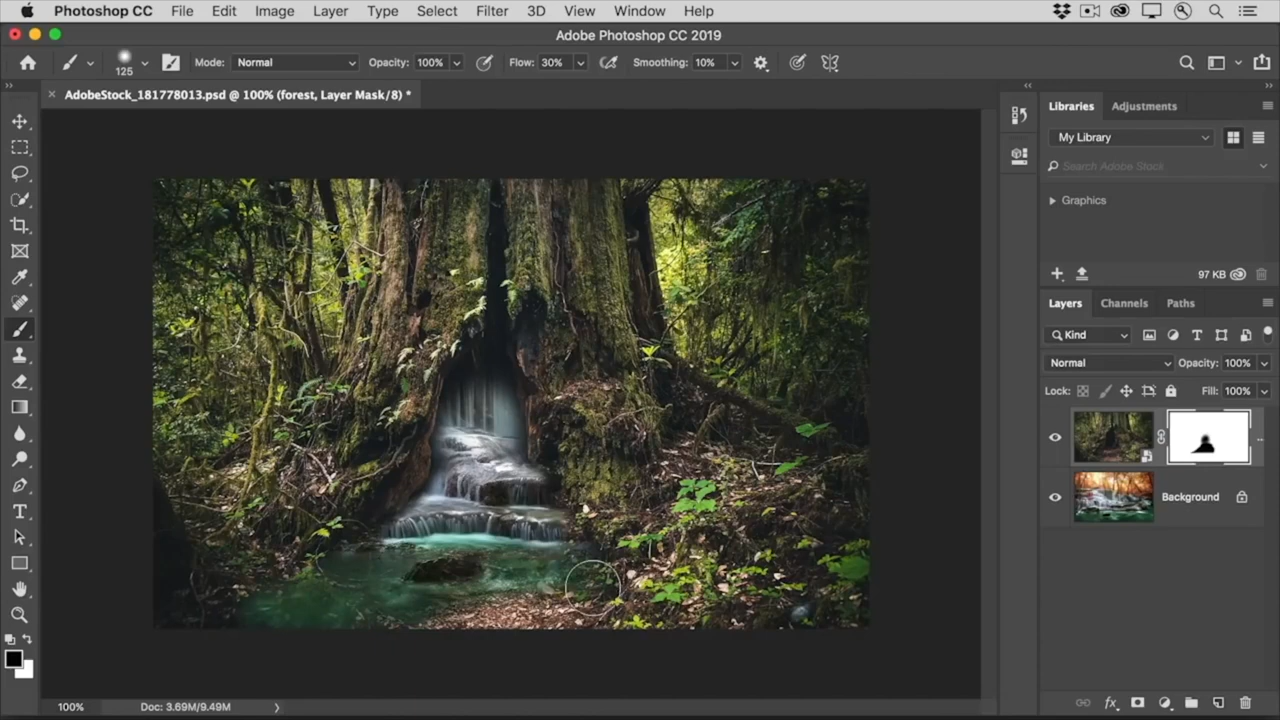 Photoshop CC File Edit Image Layer Type Select Filter 3D View Window Help
Adobe Photoshop CC 2019
125 Mode: Normal Opacity: 100% Flow: 30% Smoothing: 10%
AdobeStock_181778013.psd @ 100% (forest, Layer Mask/8) *
Libraries Adjustments
My Library
Search Adobe Stock
Graphics
97 KB
Layers Channels Paths
Kind
Normal Opacity: 100%
Lock: Fill: 100%
Background
100% Doc: 3.69M/9.49M